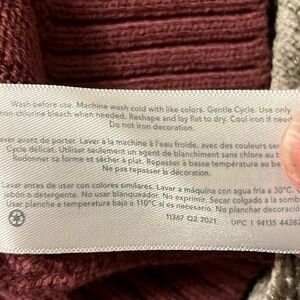 Wash before use. Machine wash cold with like colors. Gentle Cycle. Use only
non-chlorine bleach when needed. Reshape and lay flat to dry. Cool iron if need
Do not iron decoration.
aver avant de porter. Laver à la machine à l'eau froide, avec des couleurs sem
Cycle délicat. Utiliser seulement un agent de blanchiment sans chlore au b
Redonner sa forme et sécher à plat. Repasser à basse température au be
Ne pas repasser la décoration.
Lavar antes de usar con colores similares. Lavar a máquina con agua fría a 30°C.
jabón o detergente. No usar blanqueador. No exprimir. Secar colgado a la somb
Usar plancha a temperatura baja a 110°C si es necesario. No planchar decoració
11367 Q2 2021 UPC 1 94135 44282